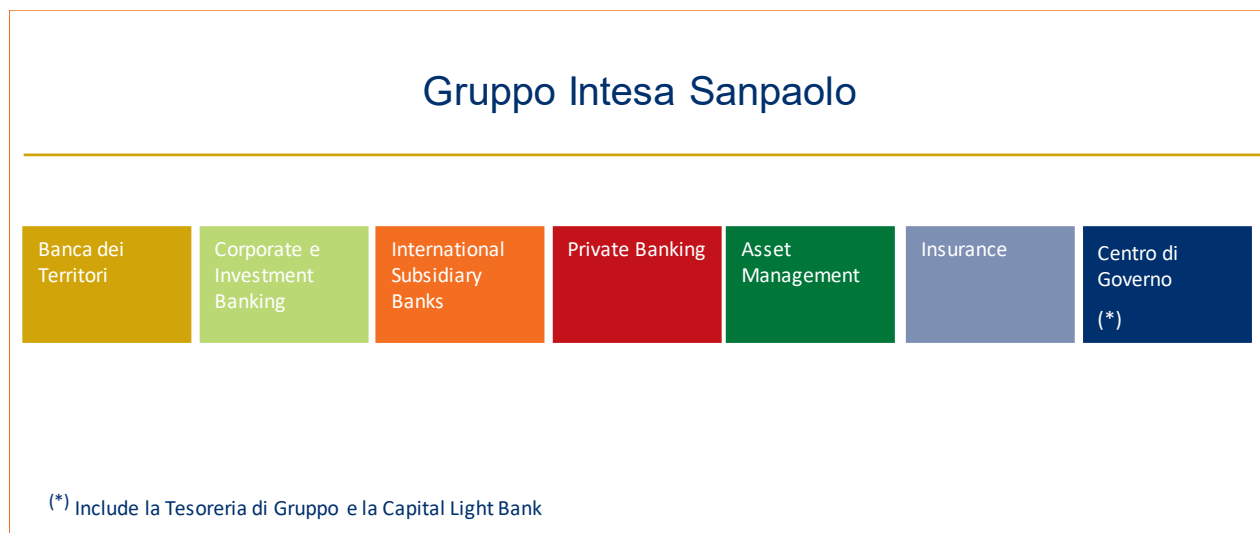 Gruppo Intesa Sanpaolo
Banca dei
Territori
Corporate e
Investment
Banking
International
Subsidiary
Banks
Private Banking
Asset
Management
Insurance
Centro di
Governo
(*)
(*) Include la Tesoreria di Gruppo e la Capital Light Bank